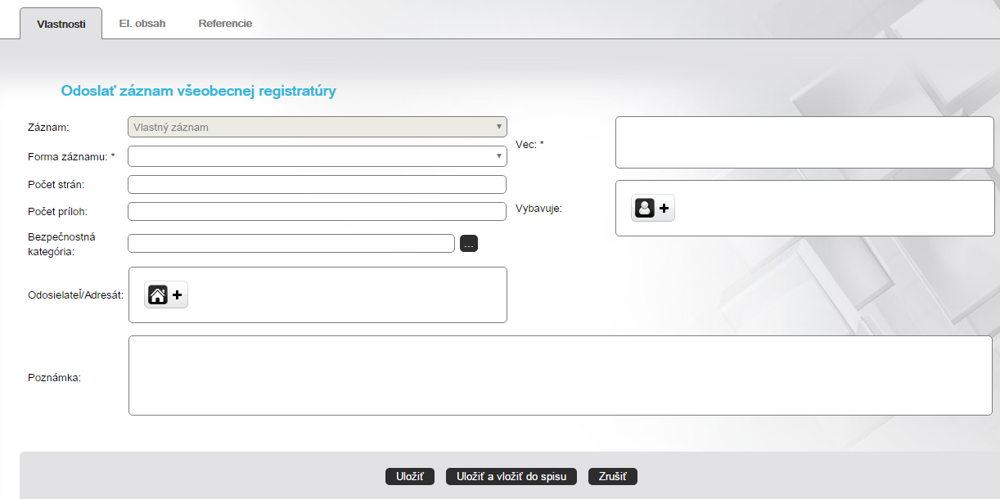 Vlastnosti El. obsah Referencie
Odoslať záznam všeobecnej registratúry
Záznam: Vlastný záznam
Forma záznamu: *
Počet strán:
Počet príloh:
Bezpečnostná
kategória: ...
Odosielateľ/Adresát:
Vec: *
Vybavuje:
Poznámka:
Uložiť Uložiť a vložiť do spisu Zrušiť